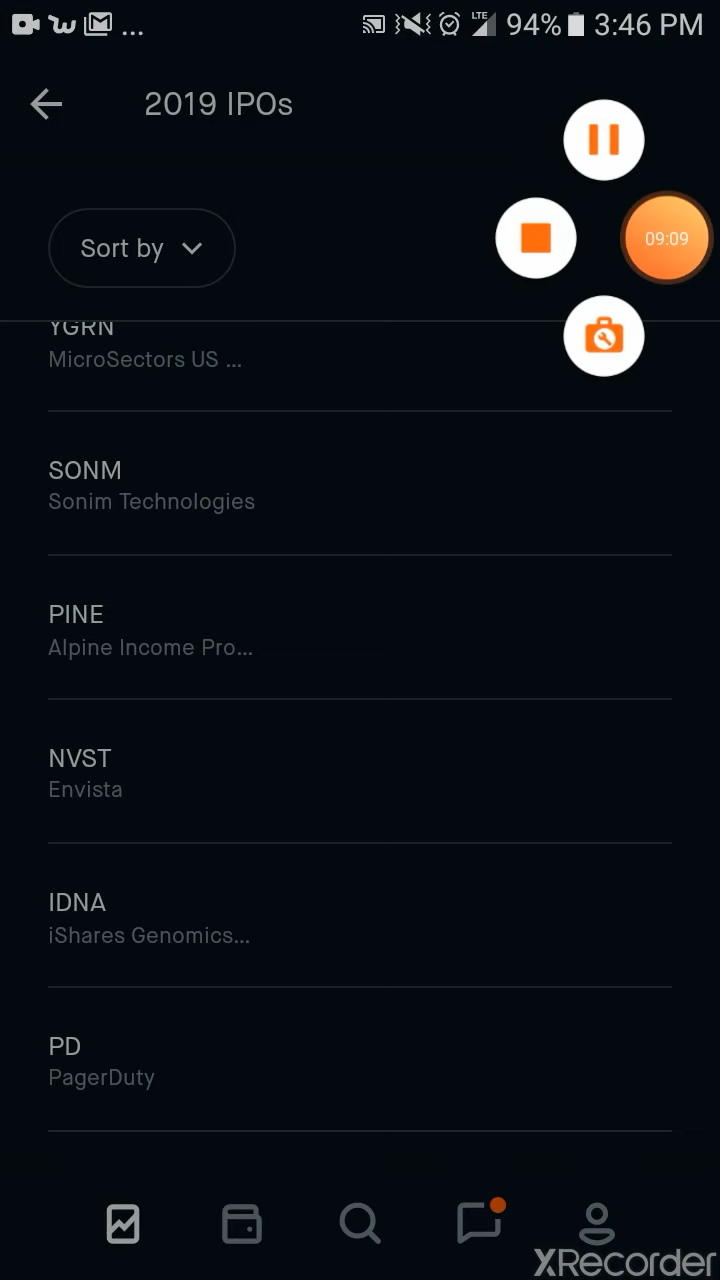 ... LTE 94% 3:46 PM
2019 IPOs
Sort by
09:09
YGRN
MicroSectors US ...
SONM
Sonim Technologies
PINE
Alpine Income Pro...
NVST
Envista
IDNA
iShares Genomics...
PD
PagerDuty
XRecorder